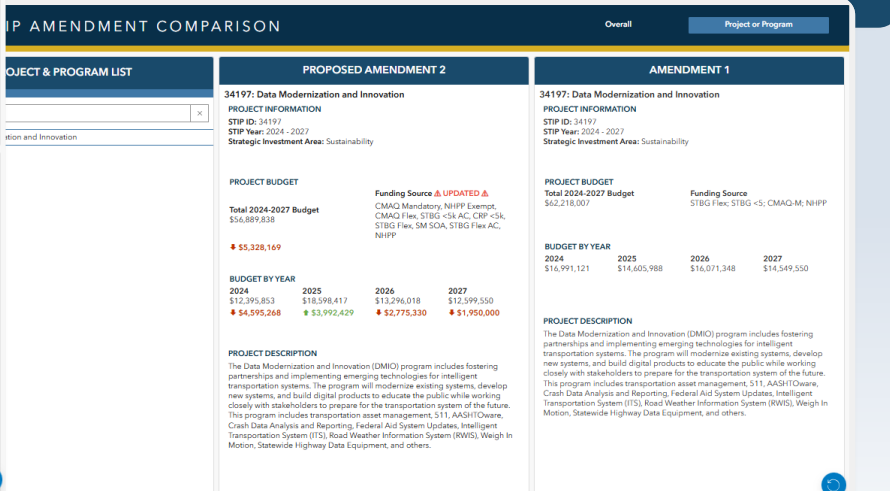 IP AMENDMENT COMPARISON
Overall
Project or Program
OJECT & PROGRAM LIST
ation and Innovation
PROPOSED AMENDMENT 2
34197: Data Modernization and Innovation
PROJECT INFORMATION
STIP ID: 34197
STIP Year: 2024 - 2027
Strategic Investment Area: Sustainability
PROJECT BUDGET
Total 2024-2027 Budget
$56,889,838
$5,328,169
Funding Source ⚠ UPDATED ⚠
CMAQ Mandatory, NHPP Exempt,
CMAQ Flex, STBG <5k AC, CRP <5k,
STBG Flex, SM SOA, STBG Flex AC,
NHPP
BUDGET BY YEAR
2024 2025 2026 2027
$12,395,853 $18,598,417 $13,296,018 $12,599,550
$4,595,268 $3,992,429 $2,775,330 $1,950,000
PROJECT DESCRIPTION
The Data Modernization and Innovation (DMIO) program includes fostering
partnerships and implementing emerging technologies for intelligent
transportation systems. The program will modernize existing systems, develop
new systems, and build digital products to educate the public while working
closely with stakeholders to prepare for the transportation system of the future.
This program includes transportation asset management, 511, AASHTOware,
Crash Data Analysis and Reporting, Federal Aid System Updates, Intelligent
Transportation System (ITS), Road Weather Information System (RWIS), Weigh In
Motion, Statewide Highway Data Equipment, and others.
AMENDMENT 1
34197: Data Modernization and Innovation
PROJECT INFORMATION
STIP ID: 34197
STIP Year: 2024 - 2027
Strategic Investment Area: Sustainability
PROJECT BUDGET
Total 2024-2027 Budget
$62,218,007
Funding Source
STBG Flex; STBG <5; CMAQ-M; NHPP
BUDGET BY YEAR
2024 2025 2026 2027
$16,991,121 $14,605,988 $16,071,348 $14,549,550
PROJECT DESCRIPTION
The Data Modernization and Innovation (DMIO) program includes fostering
partnerships and implementing emerging technologies for intelligent
transportation systems. The program will modernize existing systems, develop
new systems, and build digital products to educate the public while working
closely with stakeholders to prepare for the transportation system of the future.
This program includes transportation asset management, 511, AASHTOware,
Crash Data Analysis and Reporting, Federal Aid System Updates, Intelligent
Transportation System (ITS), Road Weather Information System (RWIS), Weigh In
Motion, Statewide Highway Data Equipment, and others.